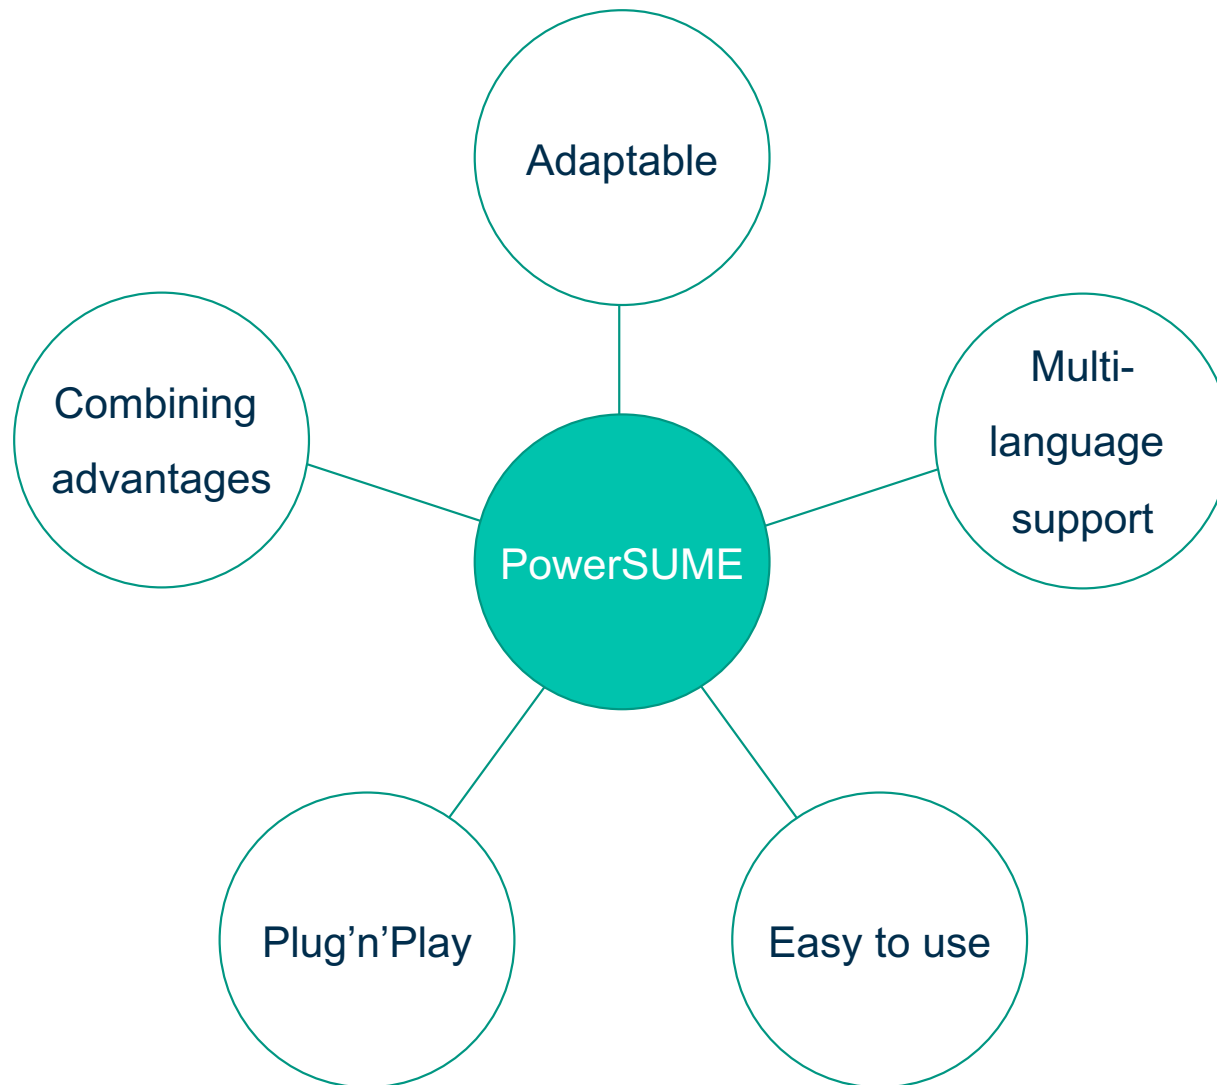 Adaptable
Multi-
language
support
Combining
advantages
PowerSUME
Plug’n’Play
Easy to use